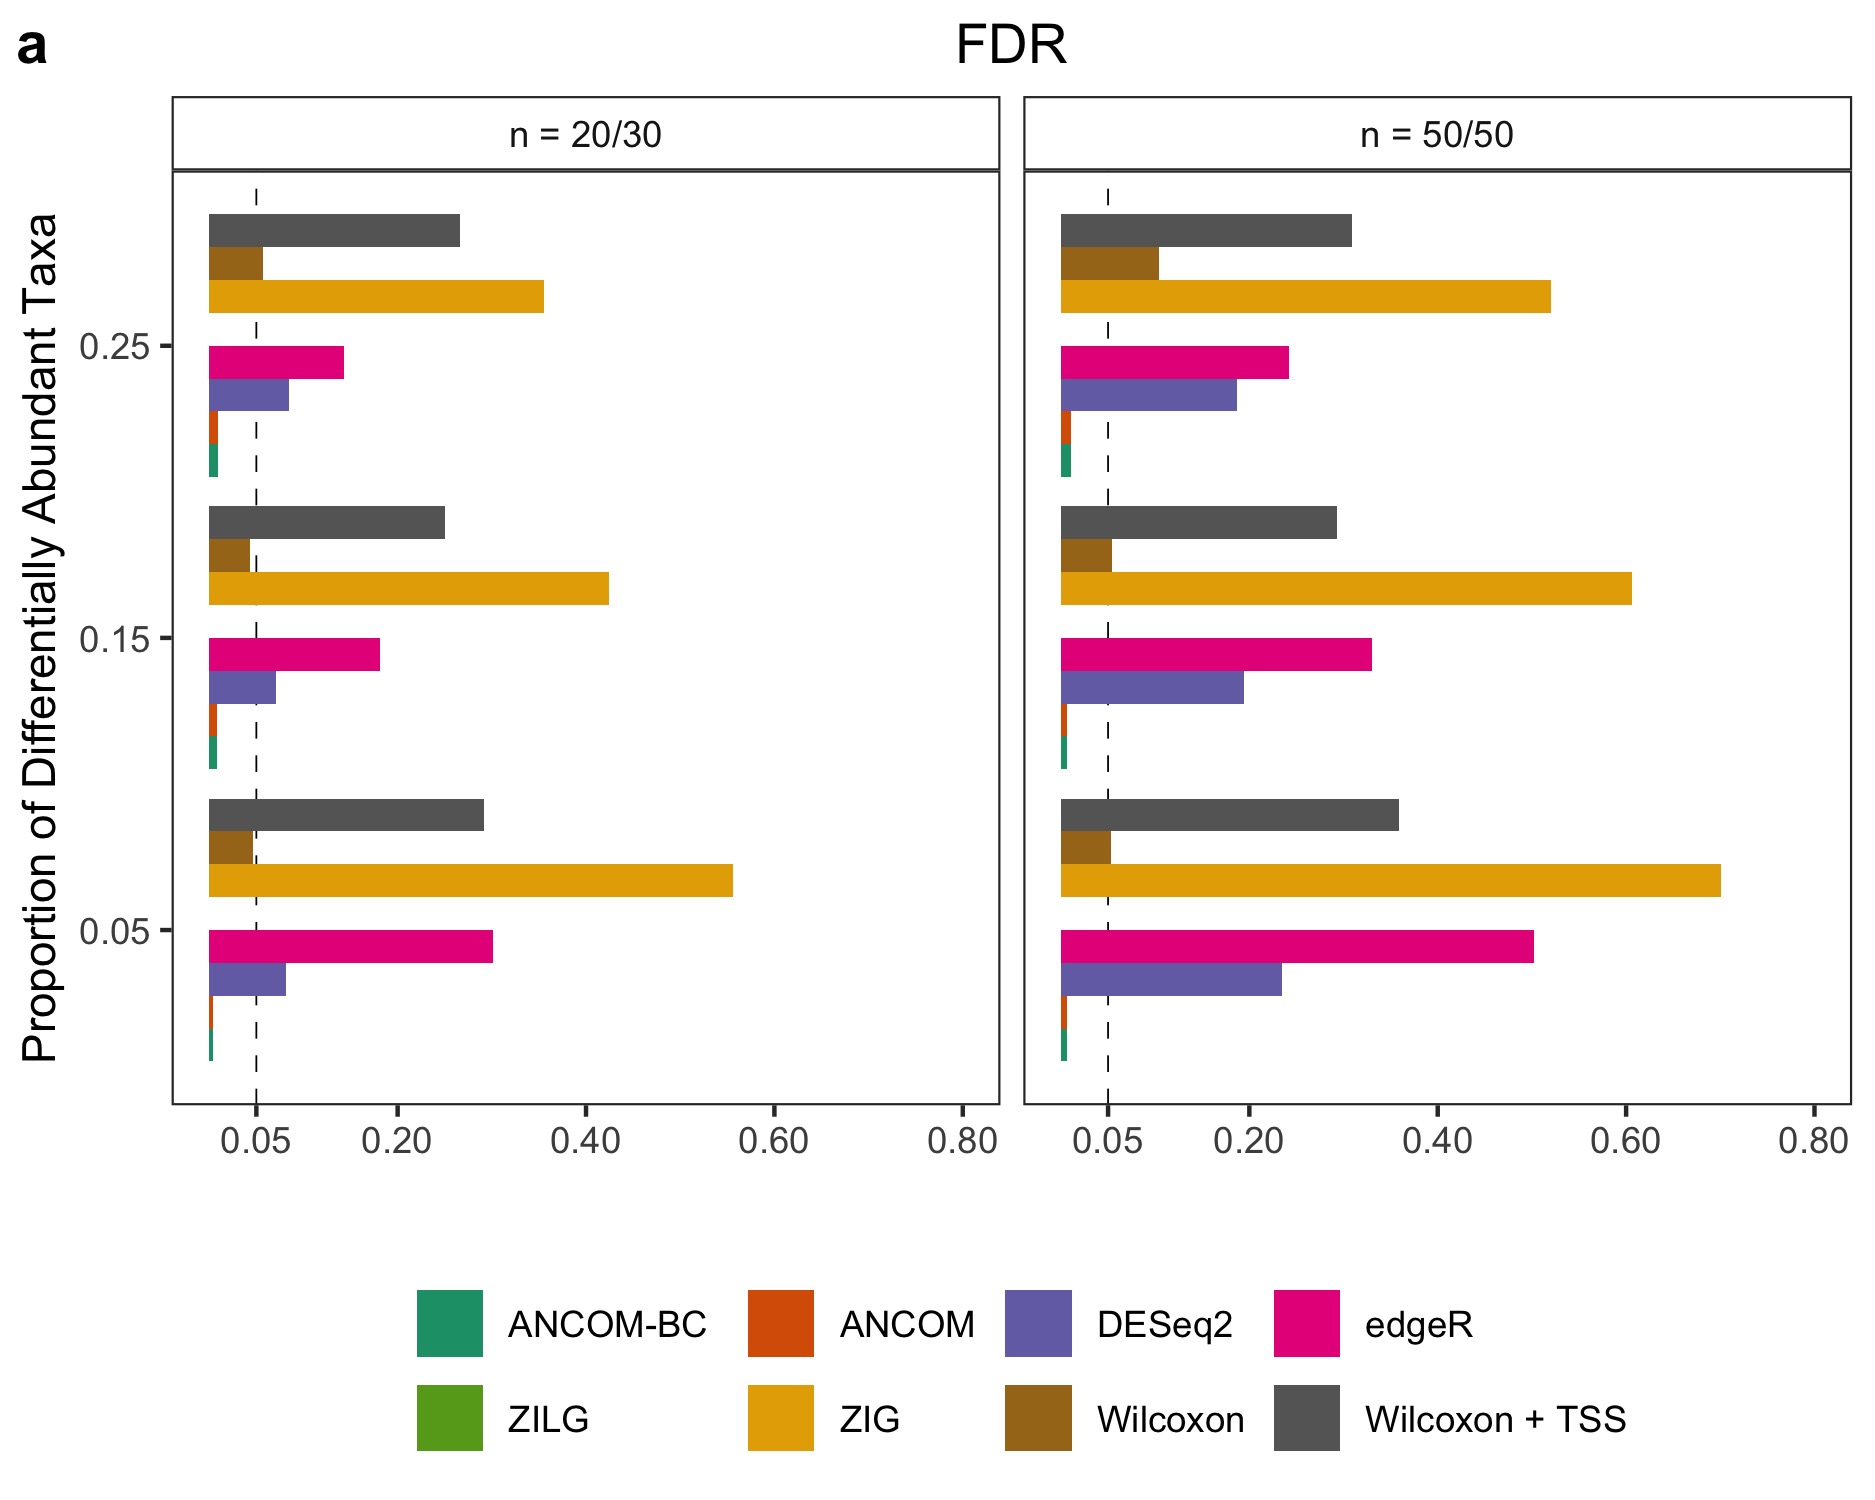 a
FDR
n = 20/30
n = 50/50
Proportion of Differentially Abundant Taxa
0.25
0.15
0.05
0.05 0.20 0.40 0.60 0.80
0.05 0.20 0.40 0.60 0.80
ANCOM-BC ANCOM DESeq2 edgeR
ZILG ZIG Wilcoxon Wilcoxon + TSS